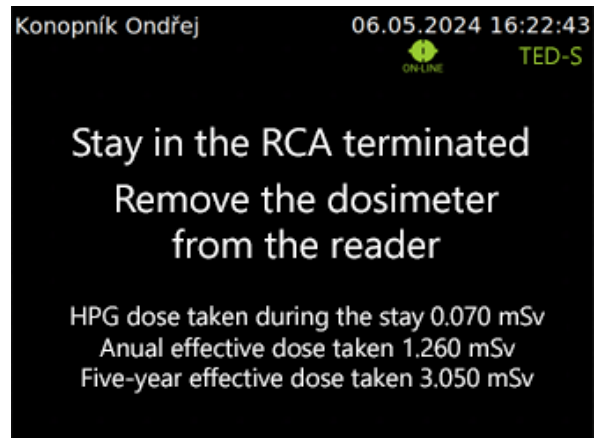 Konopník Ondřej 06.05.2024 16:22:43
ON-LINE TED-S
Stay in the RCA terminated
Remove the dosimeter
from the reader
HPG dose taken during the stay 0.070 mSv
Anual effective dose taken 1.260 mSv
Five-year effective dose taken 3.050 mSv